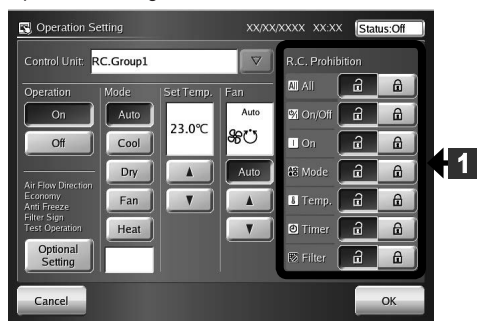 Operation Setting
XX/XX/XXXX XX:XX
Status:Off
Control Unit:
RC.Group1
Operation
On
Off
Air Flow Direction
Economy
Anti Freeze
Filter Sign
Test Operation
Optional
Setting
Mode
Auto
Cool
Dry
Fan
Heat
Set Temp.
23.0℃
Fan
Auto
Auto
R.C. Prohibition
All All
On/Off
On
Mode
Temp.
Timer
Filter
1
Cancel
OK